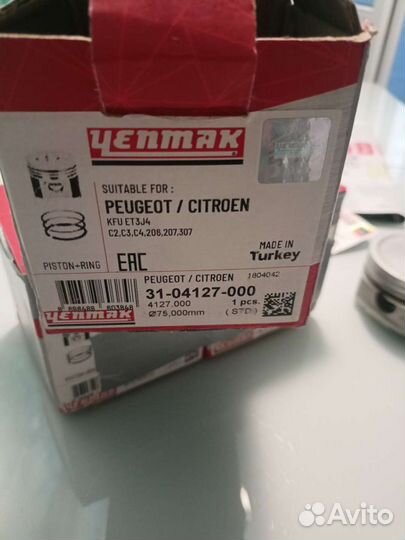 YENMAK
SUITABLE FOR :
PEUGEOT / CITROEN
KFU ET3J4
C2,C3,C4,206,207,307
PISTON+RING
EAC
MADE IN
Turkey
PEUGEOT / CITROEN 1804042
31-04127-000
4127.000 1 pcs.
Ø75,000mm ( STD )
YENMAK
Avito